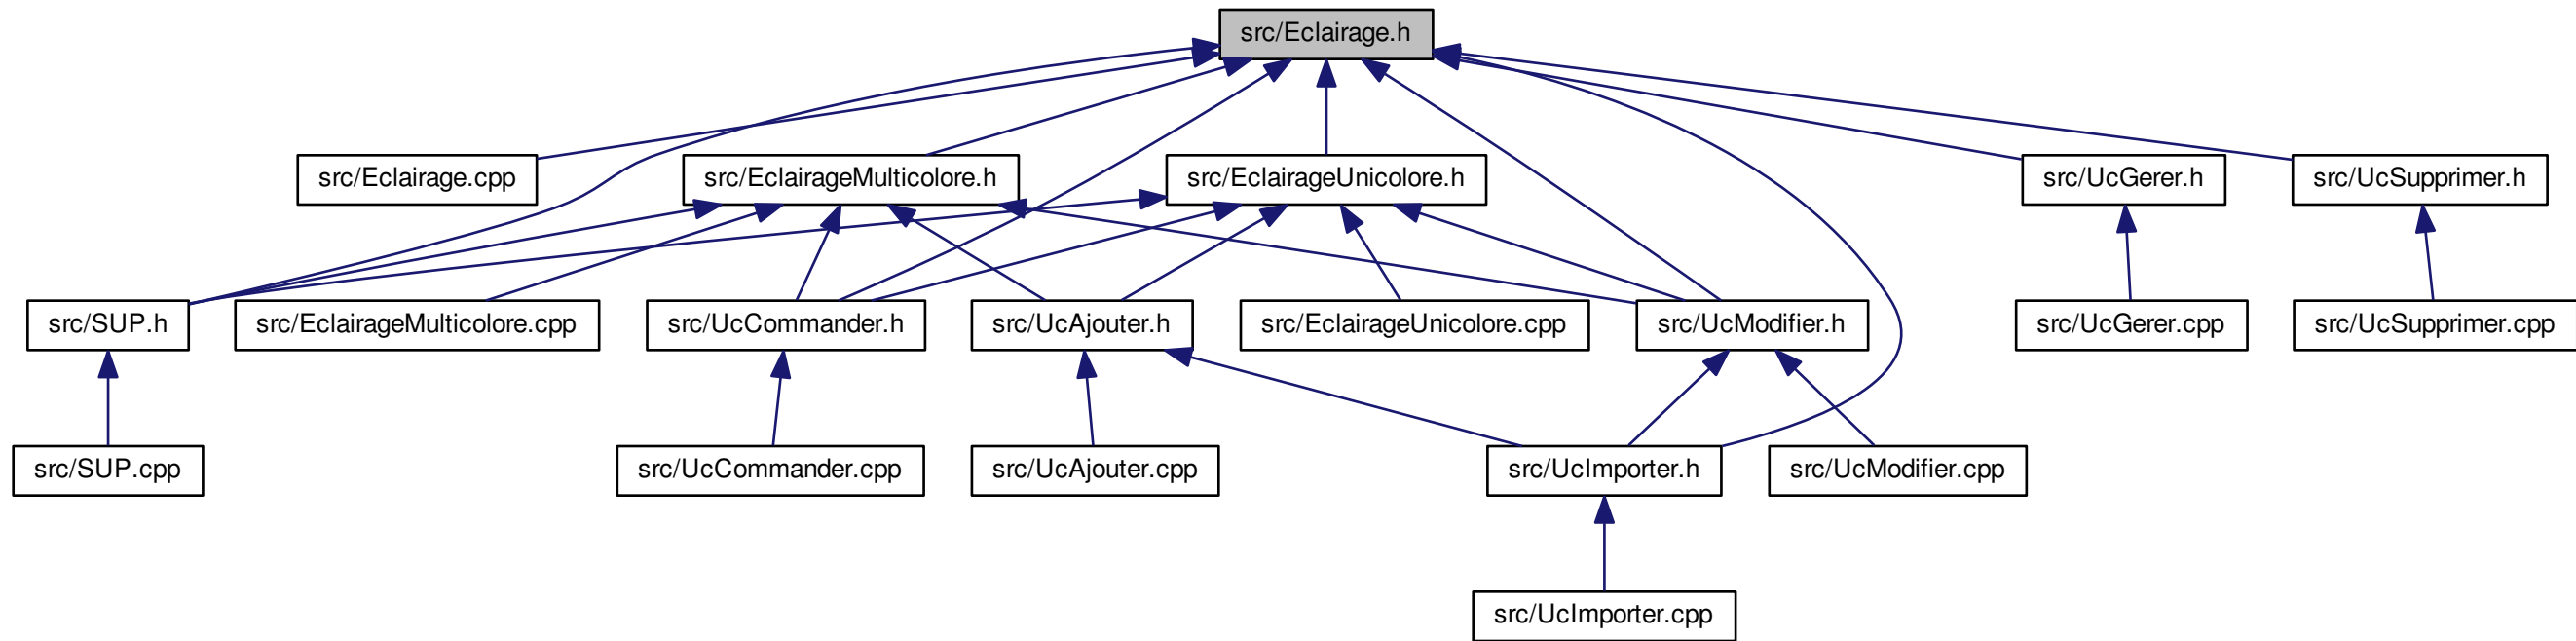 src/Eclairage.h
src/Eclairage.cpp
src/EclairageMulticolore.h
src/EclairageUnicolore.h
src/UcGerer.h
src/UcSupprimer.h
src/SUP.h
src/EclairageMulticolore.cpp
src/UcCommander.h
src/UcAjouter.h
src/EclairageUnicolore.cpp
src/UcModifier.h
src/UcGerer.cpp
src/UcSupprimer.cpp
src/SUP.cpp
src/UcCommander.cpp
src/UcAjouter.cpp
src/UcImporter.h
src/UcModifier.cpp
src/UcImporter.cpp